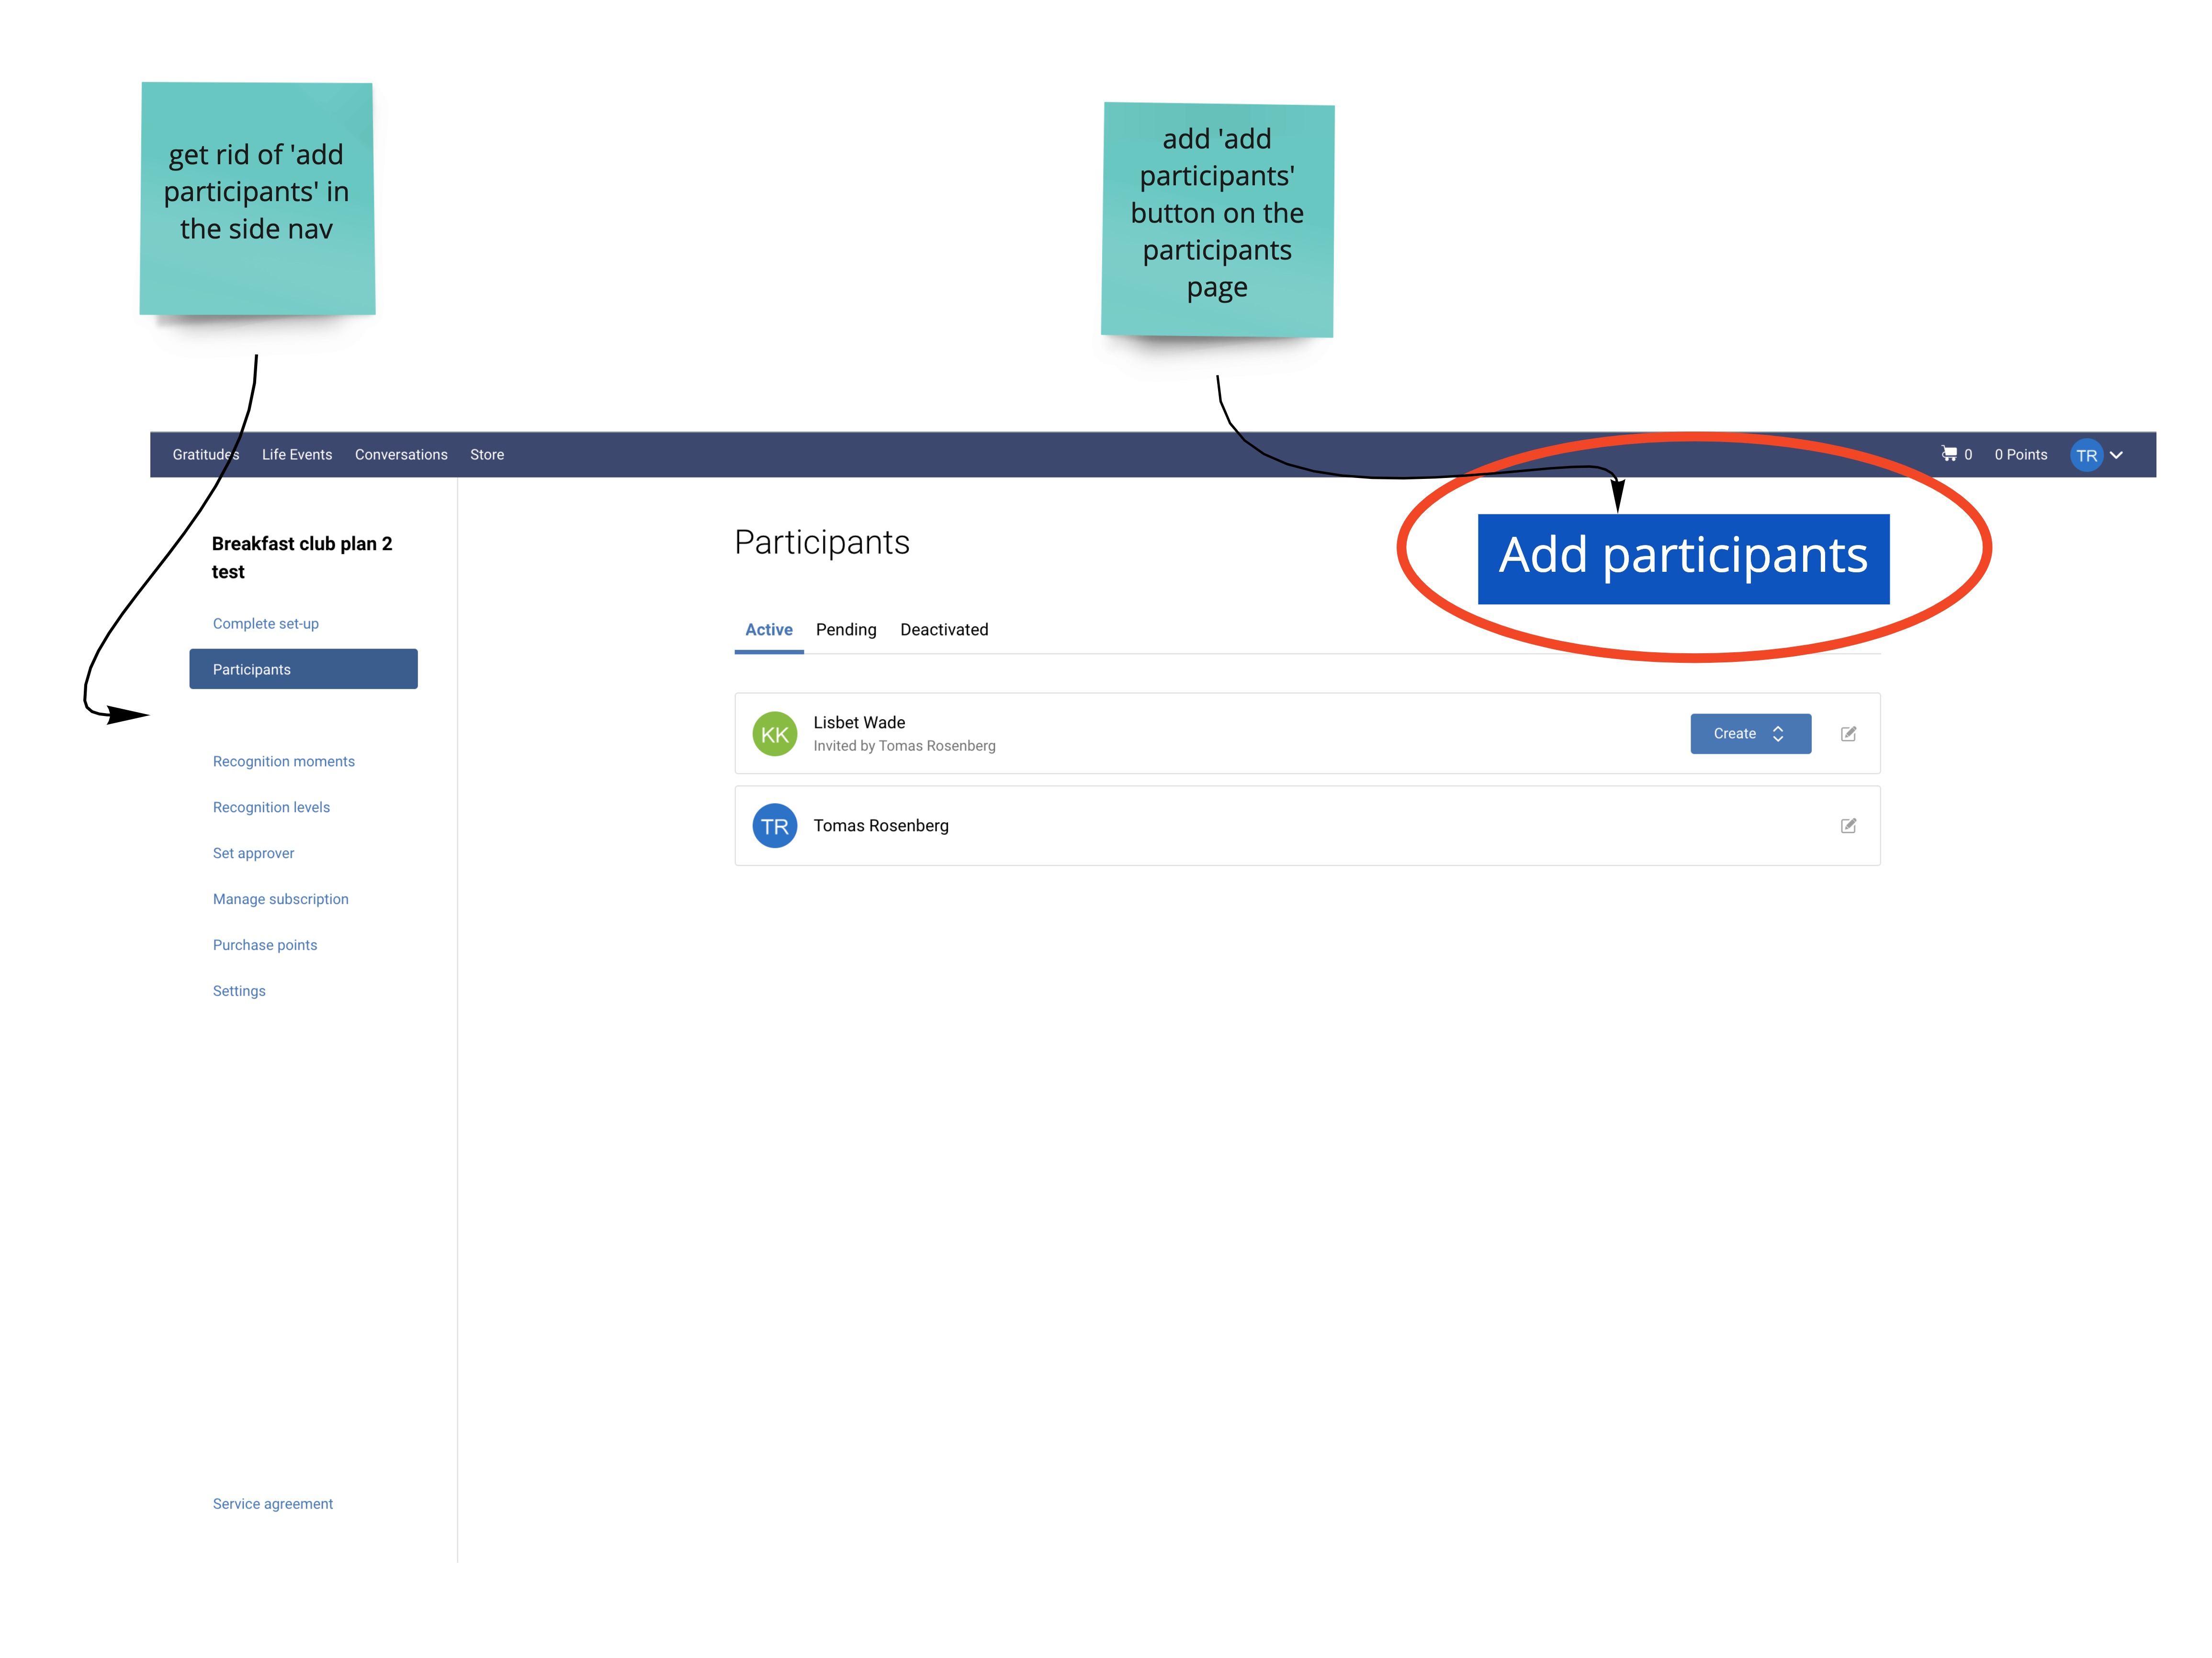 get rid of 'add
participants' in
the side nav
add 'add
participants'
button on the
participants
page
Gratitudes Life Events Conversations Store
0 0 Points TR
Breakfast club plan 2
test
Complete set-up
Participants
Recognition moments
Recognition levels
Set approver
Manage subscription
Purchase points
Settings
Service agreement
Participants
Add participants
Active Pending Deactivated
KK Lisbet Wade
Invited by Tomas Rosenberg
Create
TR Tomas Rosenberg